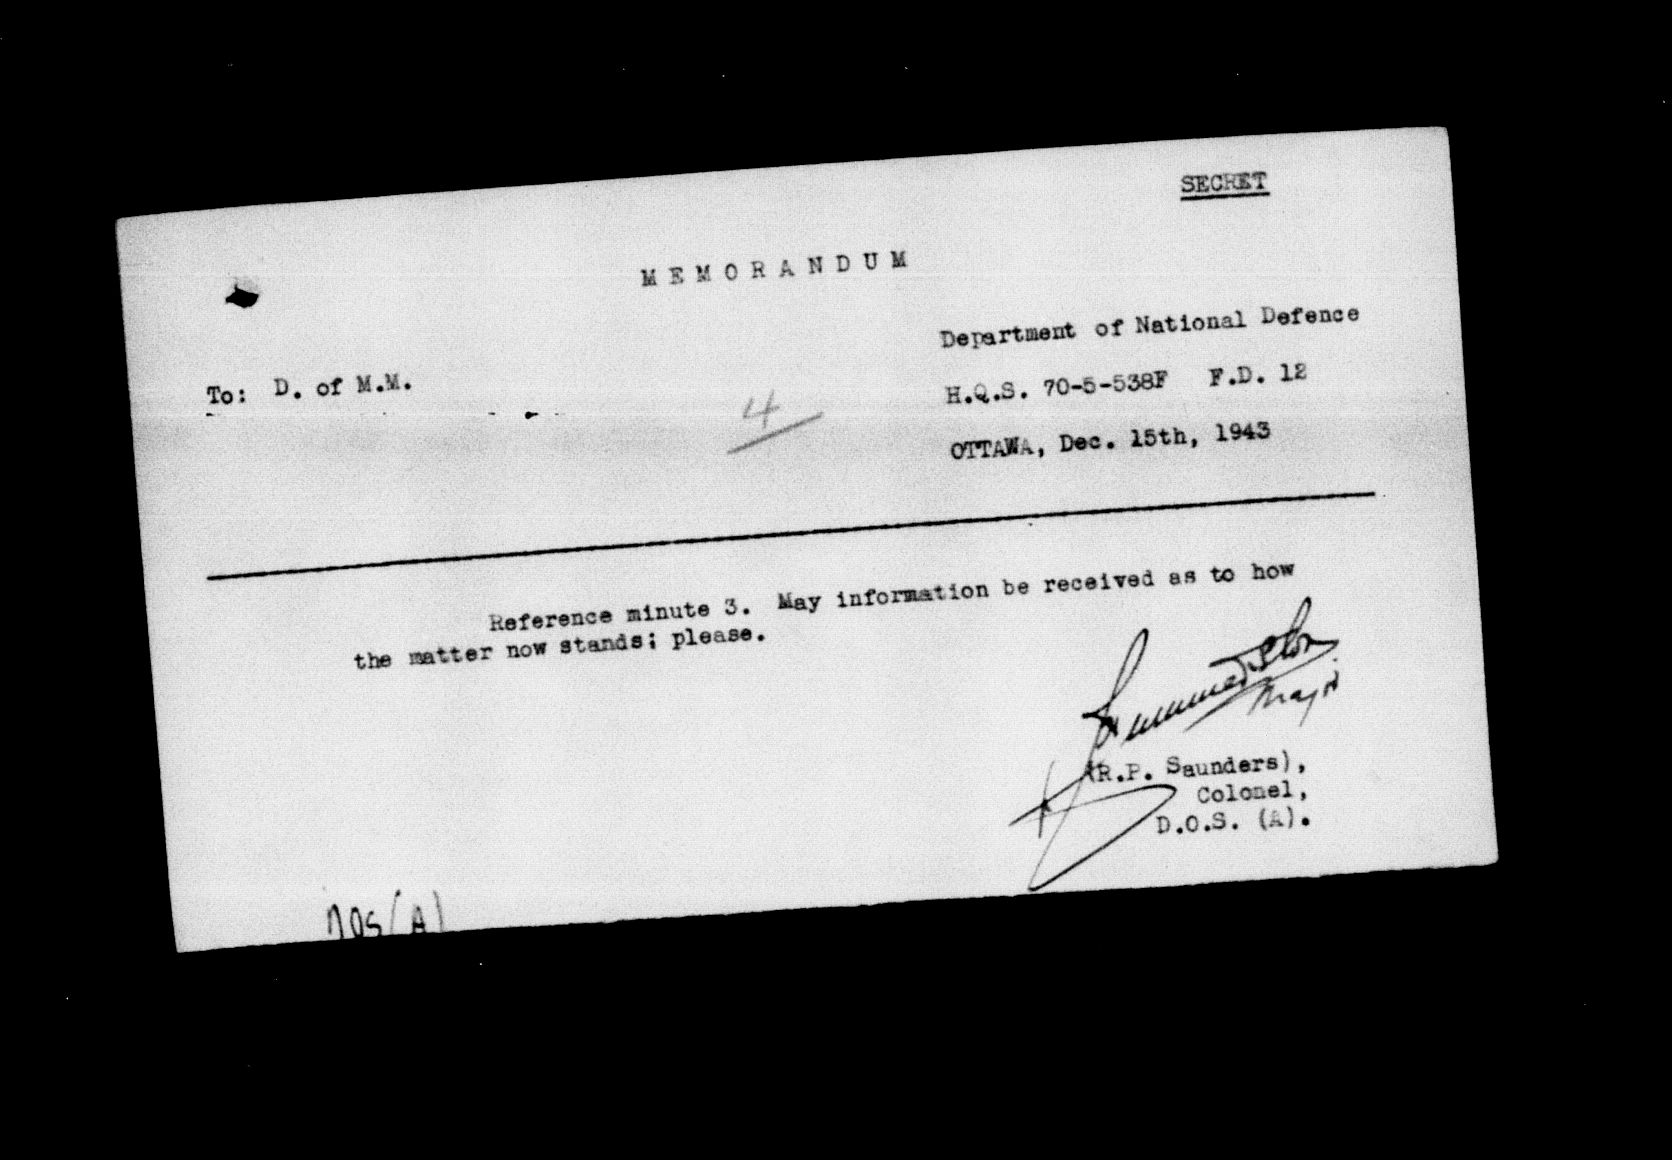 SECRET
MEMORANDUM
Department of National Defence
To: D. of M.M.
H.Q.S. 70-5-538F F.D. 12
4
OTTAWA, Dec. 15th, 1943
Reference minute 3. May information be received as to how
the matter now stands; please.
Major
(R.P. Saunders),
Colonel,
D.O.S. (A).
DOS (A)